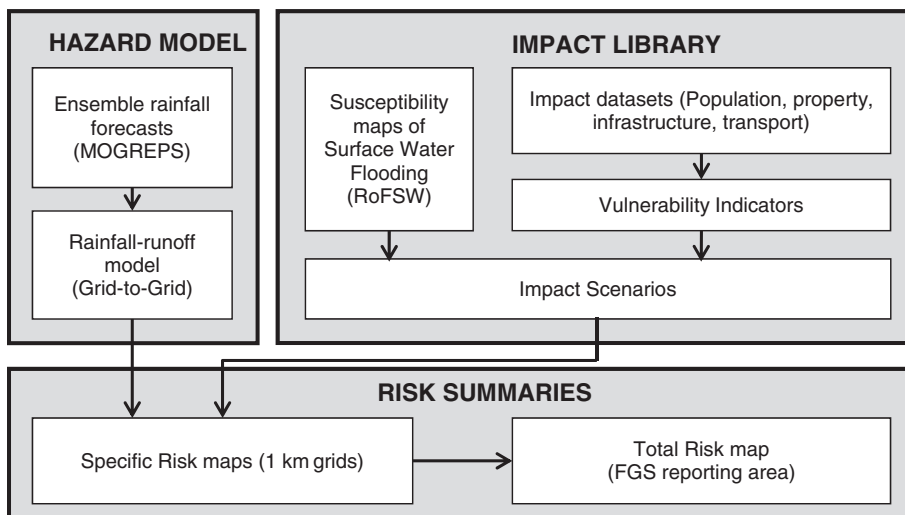 HAZARD MODEL
Ensemble rainfall
forecasts
(MOGREPS)
Rainfall-runoff
model
(Grid-to-Grid)
IMPACT LIBRARY
Susceptibility
maps of
Surface Water
Flooding
(RoFSW)
Impact datasets (Population, property,
infrastructure, transport)
Vulnerability Indicators
Impact Scenarios
RISK SUMMARIES
Specific Risk maps (1 km grids)
Total Risk map
(FGS reporting area)